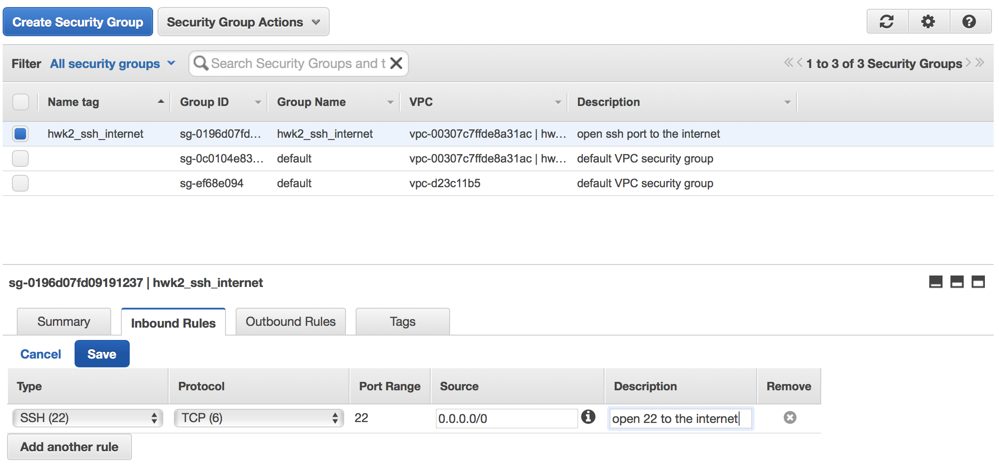 Create Security Group Security Group Actions
Filter All security groups Search Security Groups and t 1 to 3 of 3 Security Groups
Name tag Group ID Group Name VPC Description
hwk2_ssh_internet sg-0196d07fd... hwk2_ssh_internet vpc-00307c7ffde8a31ac | hw... open ssh port to the internet
sg-0c0104e83... default vpc-00307c7ffde8a31ac | hw... default VPC security group
sg-ef68e094 default vpc-d23c11b5 default VPC security group
sg-0196d07fd09191237 | hwk2_ssh_internet
Summary Inbound Rules Outbound Rules Tags
Cancel Save
Type Protocol Port Range Source Description Remove
SSH (22) TCP (6) 22 0.0.0.0/0 open 22 to the internet
Add another rule